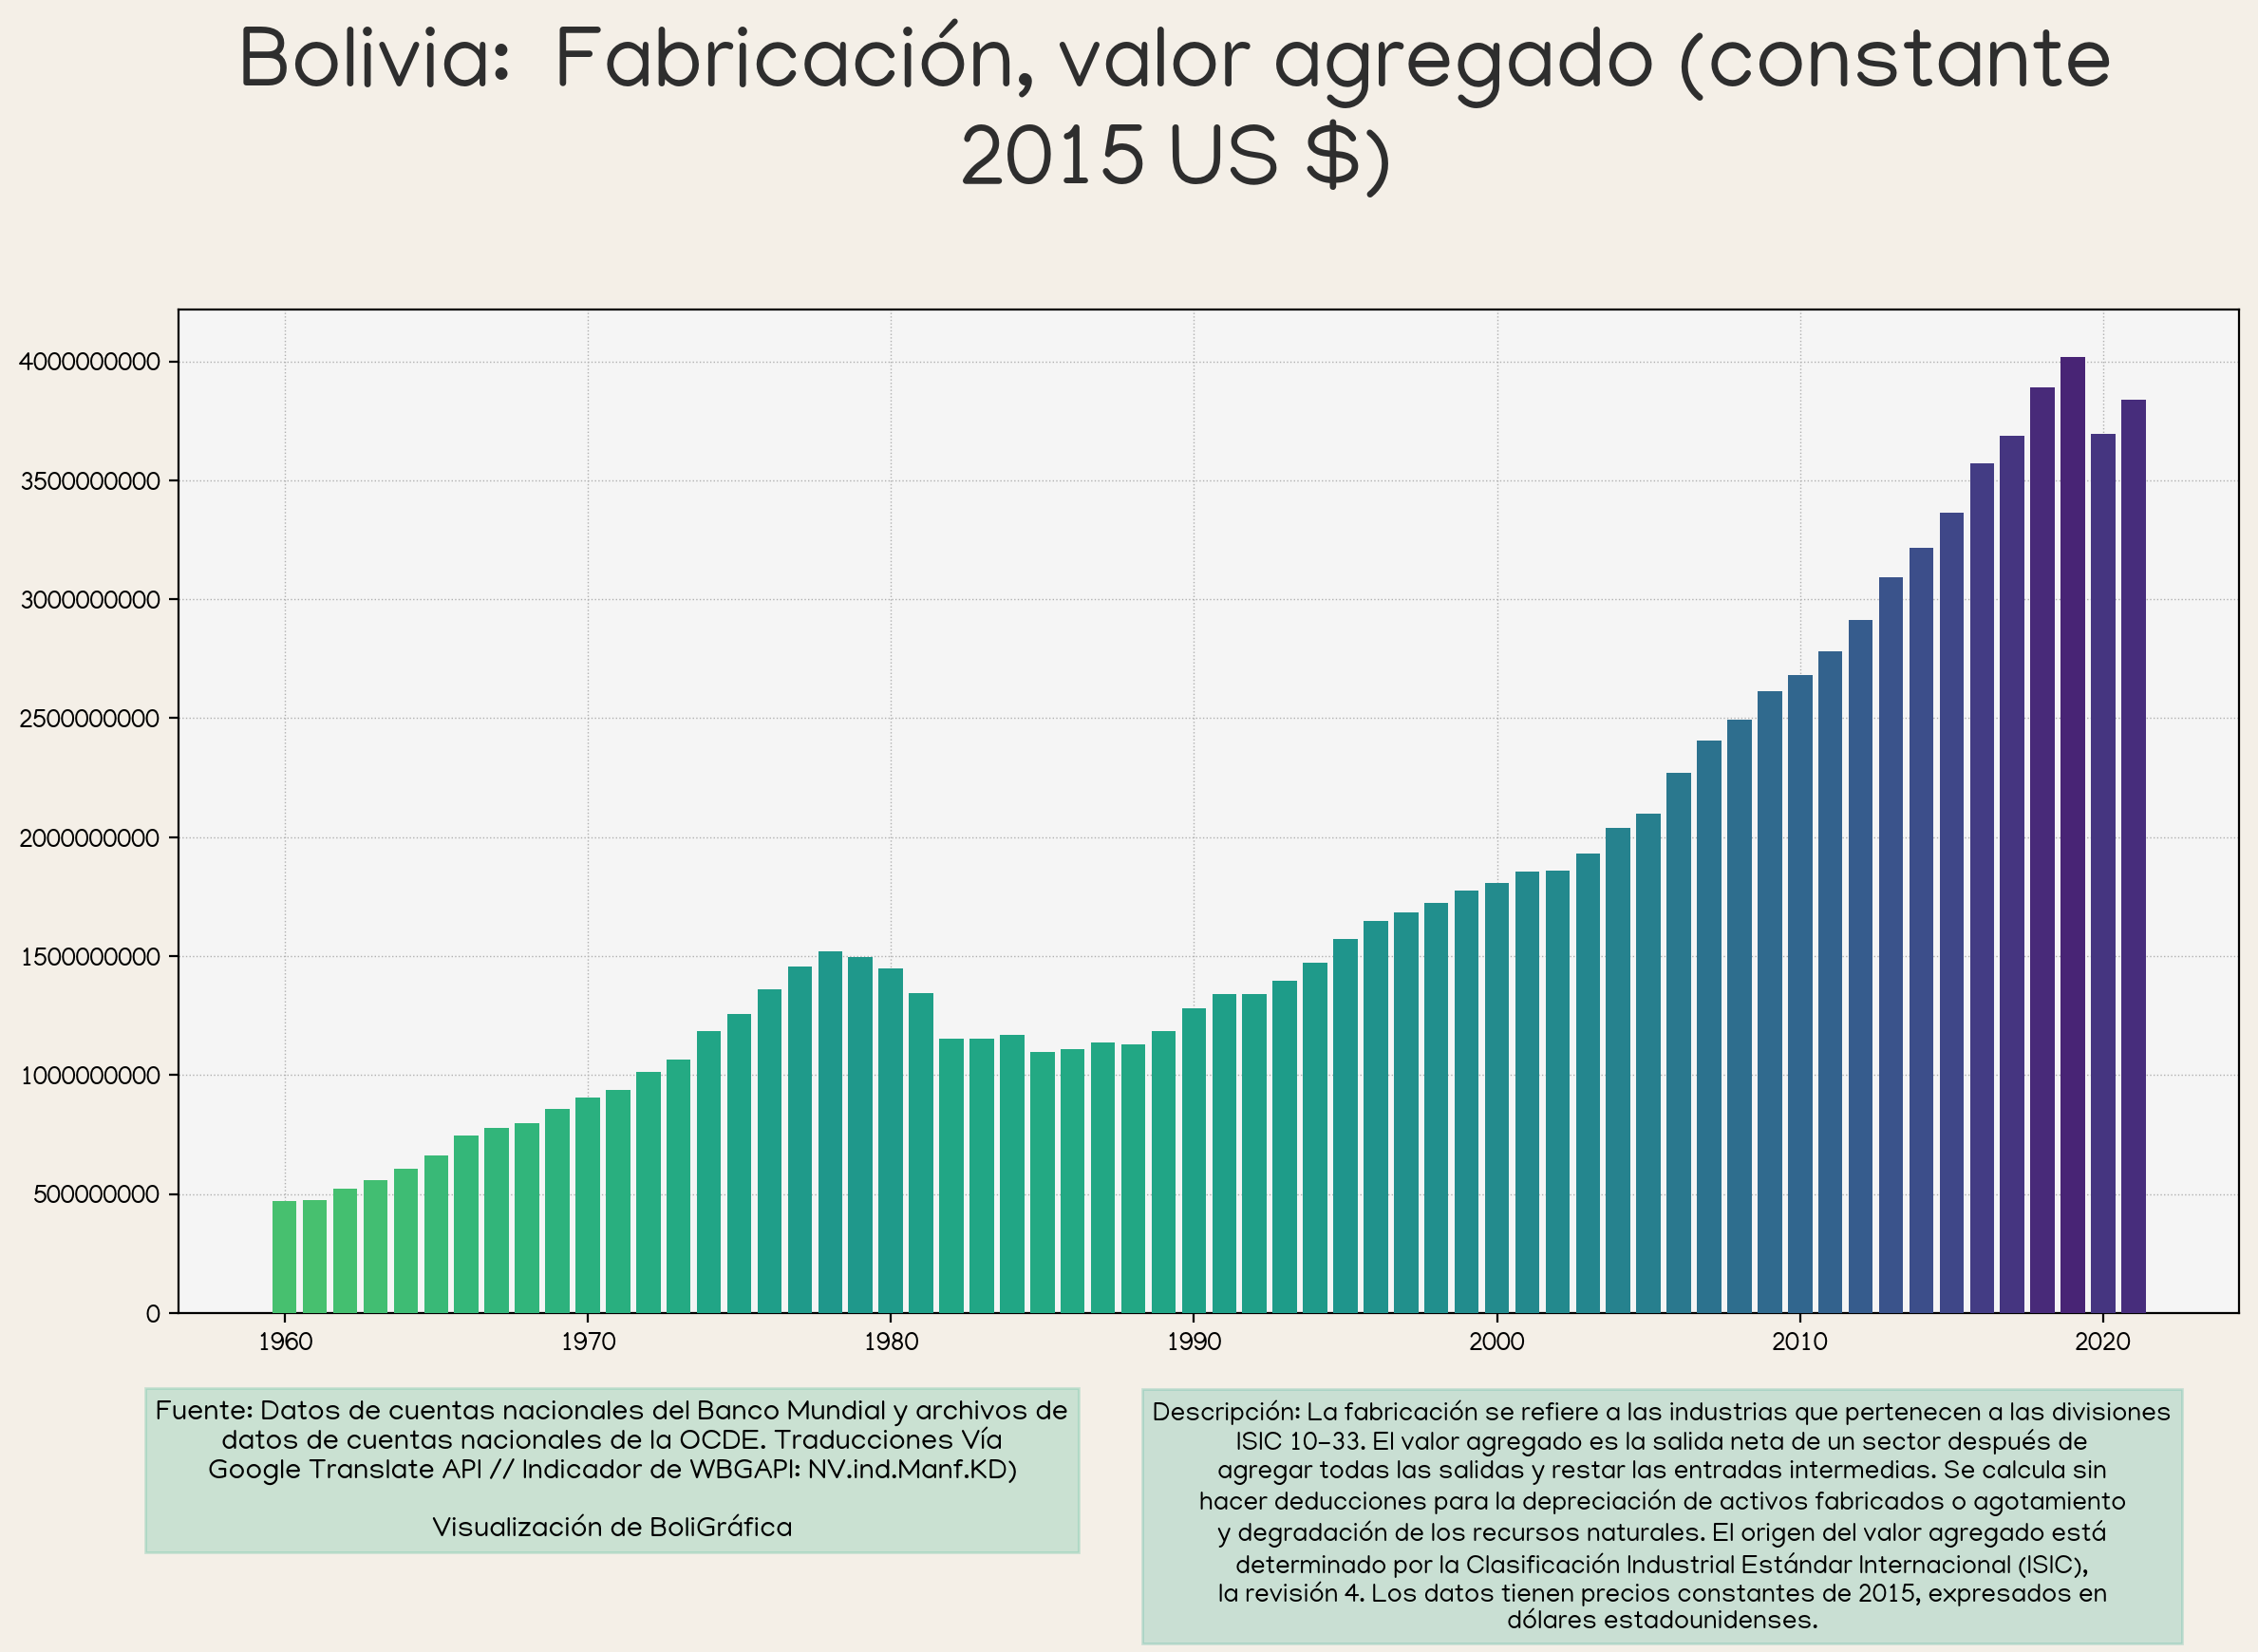 Bolivia:  Fabricación, valor agregado (constante
2015 US $)
4000000000
3500000000
3000000000
2500000000
2000000000
1500000000
1000000000
500000000
0
1960
1970
1980
1990
2000
2010
2020
Fuente: Datos de cuentas nacionales del Banco Mundial y archivos de
datos de cuentas nacionales de la OCDE. Traducciones Vía
Google Translate API // Indicador de WBGAPI: NV.ind.Manf.KD)
Visualización de BoliGráfica
Descripción: La fabricación se refiere a las industrias que pertenecen a las divisiones
ISIC 10-33. El valor agregado es la salida neta de un sector después de
agregar todas las salidas y restar las entradas intermedias. Se calcula sin
hacer deducciones para la depreciación de activos fabricados o agotamiento
y degradación de los recursos naturales. El origen del valor agregado está
determinado por la Clasificación Industrial Estándar Internacional (ISIC),
la revisión 4. Los datos tienen precios constantes de 2015, expresados en
dólares estadounidenses.